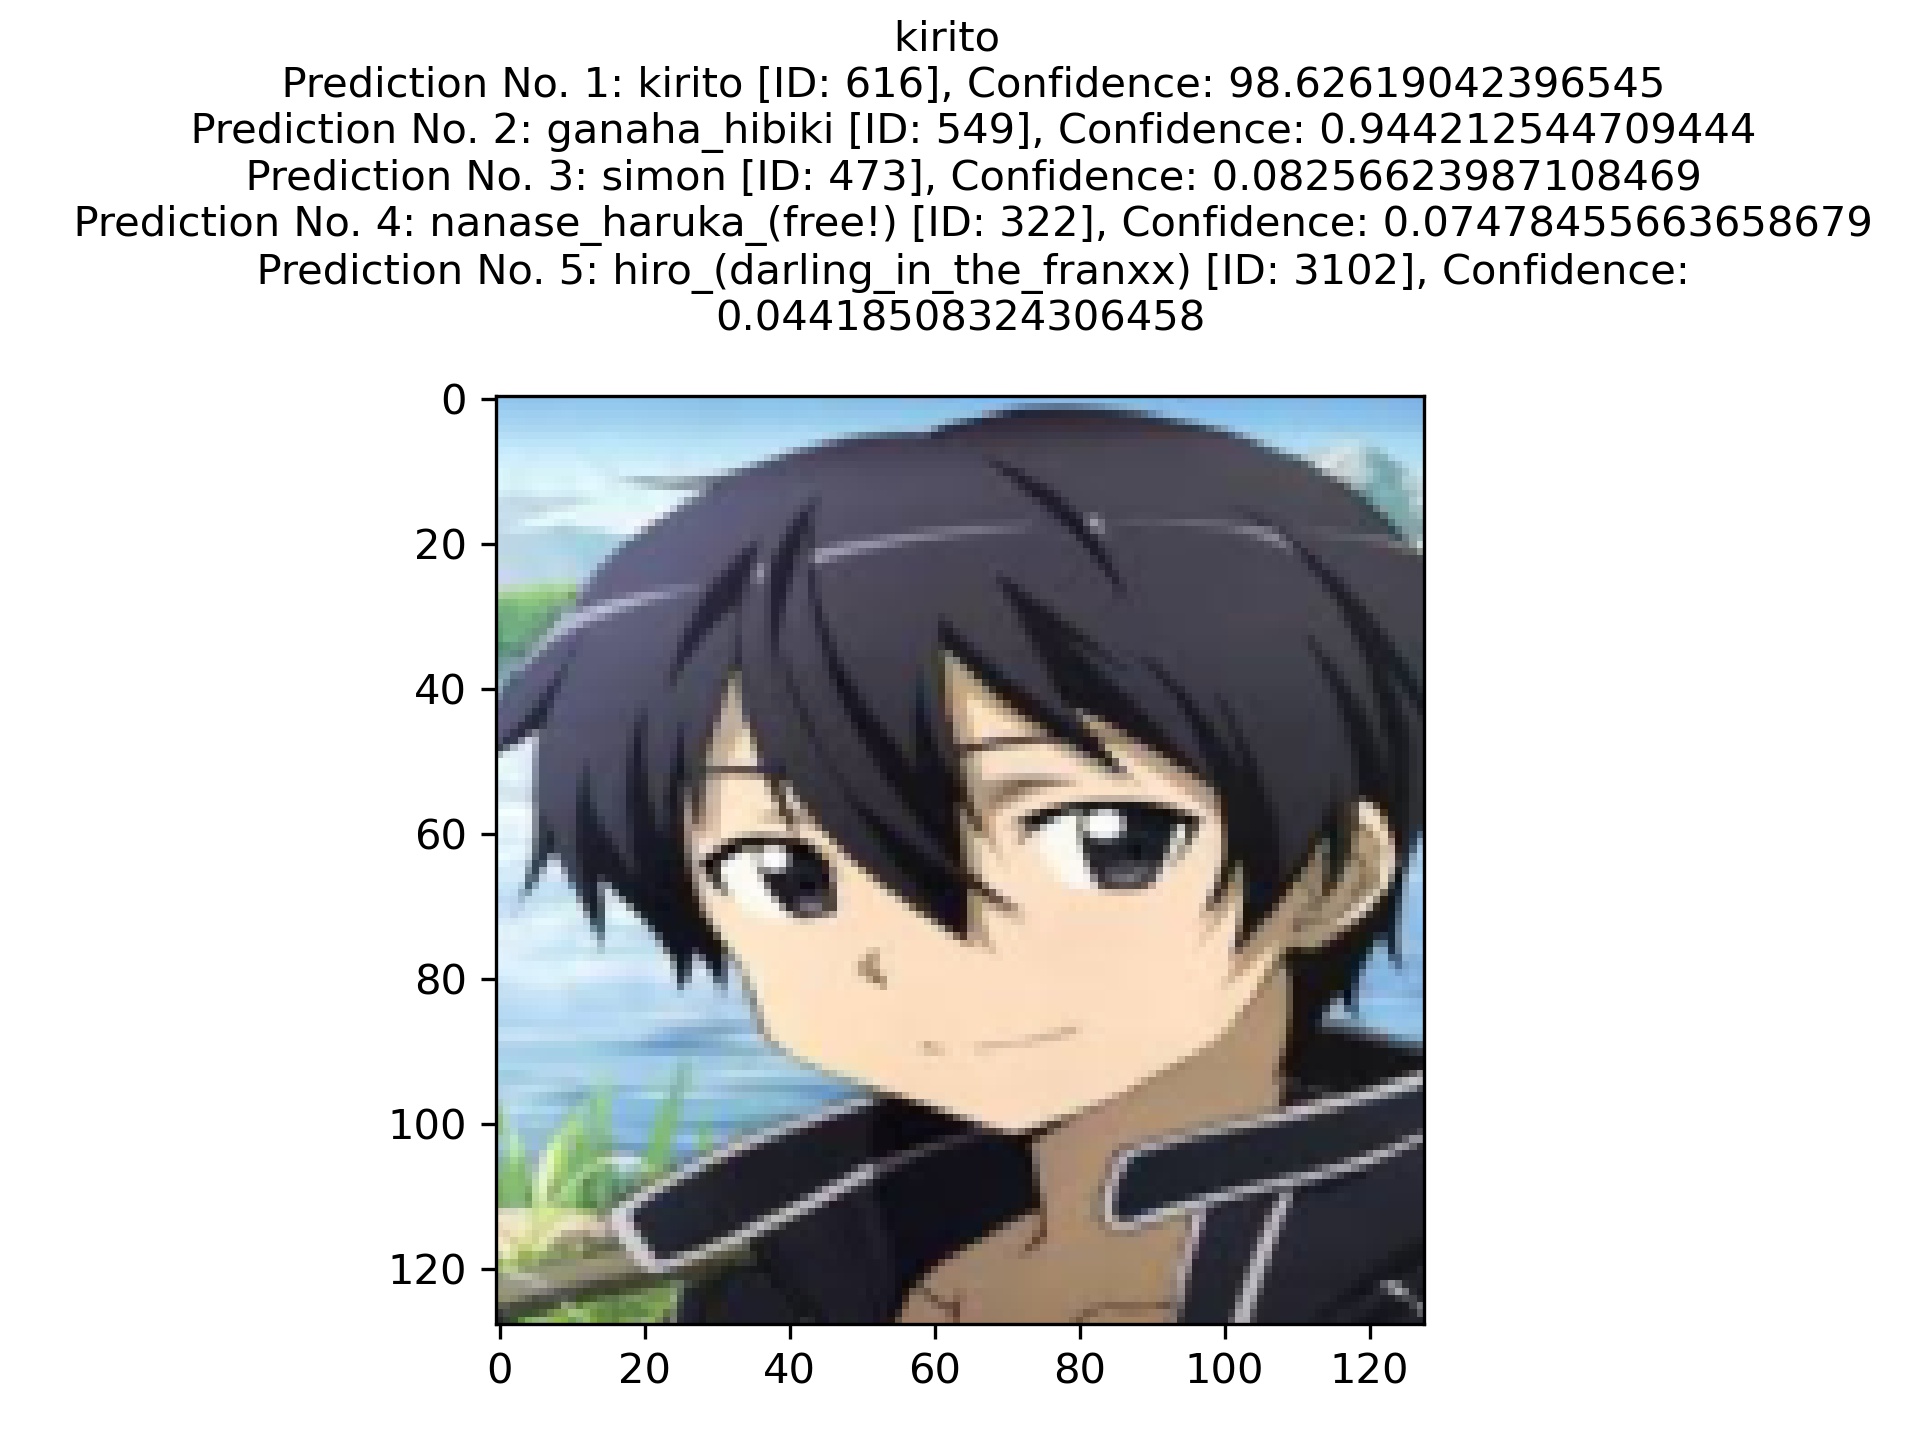 kirito
Prediction No. 1: kirito [ID: 616], Confidence: 98.62619042396545
Prediction No. 2: ganaha_hibiki [ID: 549], Confidence: 0.944212544709444
Prediction No. 3: simon [ID: 473], Confidence: 0.08256623987108469
Prediction No. 4: nanase_haruka_(free!) [ID: 322], Confidence: 0.07478455663658679
Prediction No. 5: hiro_(darling_in_the_franxx) [ID: 3102], Confidence:
0.04418508324306458
0
20
40
60
80
100
120
0 20 40 60 80 100 120